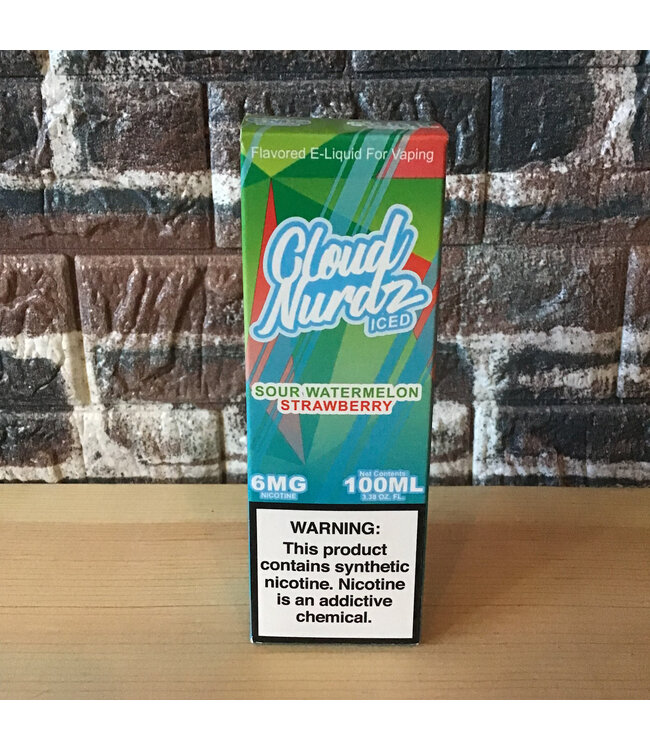 Flavored E-Liquid For Vaping
Cloud
Nurdz
ICED
SOUR WATERMELON
STRAWBERRY
6MG
NICOTINE
Net Contents
100ML
3.38 OZ. FL.
WARNING:
This product
contains synthetic
nicotine. Nicotine
is an addictive
chemical.